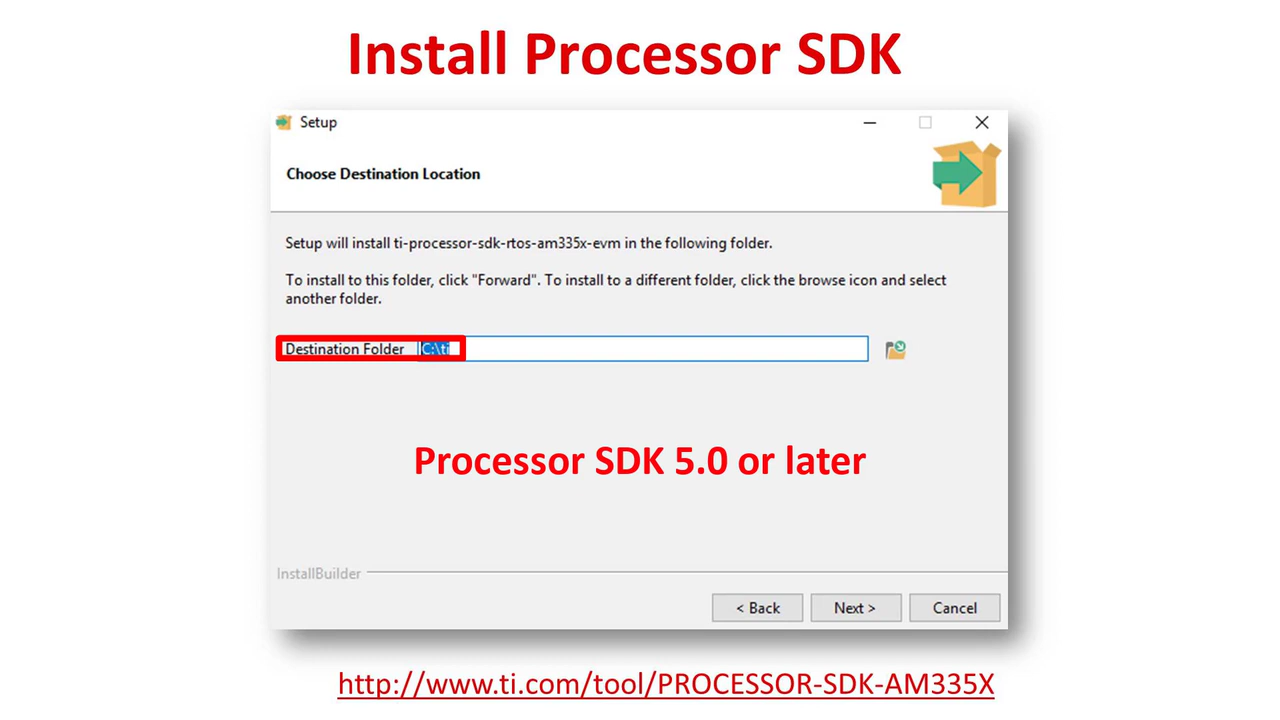 Install Processor SDK
Setup
Choose Destination Location
Setup will install ti-processor-sdk-rtos-am335x-evm in the following folder.
To install to this folder, click "Forward". To install to a different folder, click the browse icon and select
another folder.
Destination Folder C:\ti
Processor SDK 5.0 or later
InstallBuilder
< Back Next > Cancel
http://www.ti.com/tool/PROCESSOR-SDK-AM335X